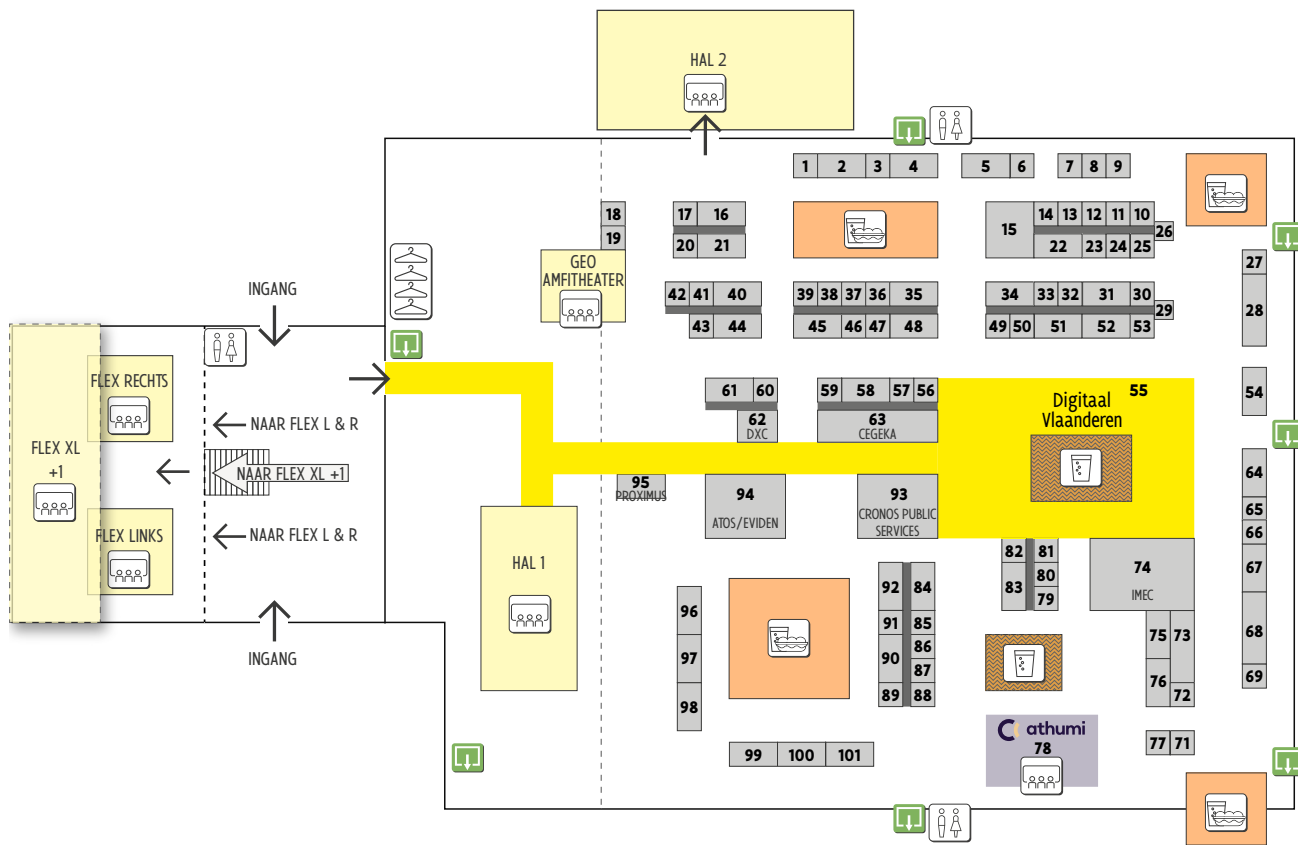 HAL 2
1 2 3 4 5 6 7 8 9
18 17 16 15 14 13 12 11 10
26
19 20 21 22 23 24 25
GEO
AMFITHEATER
27
INGANG
42 41 40 39 38 37 36 35 34 33 32 31 30
29
28
43 44 45 46 47 48 49 50 51 52 53
FLEX RECHTS
61 60 59 58 57 56 55
54
Digitaal
Vlaanderen
NAAR FLEX L & R
62
DXC
63
CEGEKA
FLEX XL
+1
NAAR FLEX XL +1
64
95
PROXIMUS
94
ATOS/EVIDEN
93
CRONOS PUBLIC
SERVICES
65
66
FLEX LINKS
NAAR FLEX L & R
82 81
67
HAL 1
74
IMEC
92 84
83 80
79
96
91 85
75 73
68
86
97
90
87
76
69
89 88
72
98
athumi
78
77 71
99 100 101
INGANG